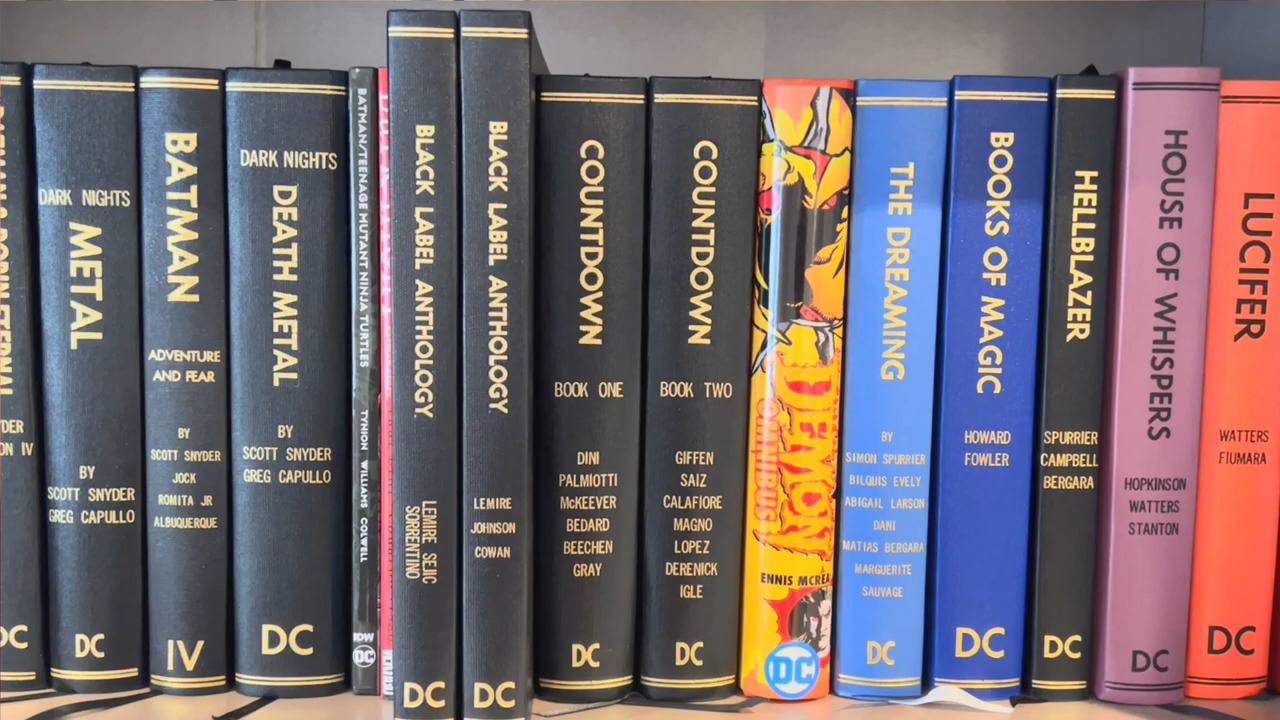 DC
DARK NIGHTS
METAL
BY
SCOTT SNYDER
GREG CAPULLO
DC
BATMAN
ADVENTURE
AND FEAR
BY
SCOTT SNYDER
JOCK
ROMITA JR
ALBUQUERQUE
IV
DARK NIGHTS
DEATH METAL
BY
SCOTT SNYDER
GREG CAPULLO
DC
BATMAN/TEENAGE MUTANT NINJA TURTLES
TYNION WILLIAMS COLWELL
IDW
DC
BLACK LABEL ANTHOLOGY
LEMIRE SEJIC
SORRENTINO
DC
BLACK LABEL ANTHOLOGY
LEMIRE
JOHNSON
COWAN
DC
COUNTDOWN
BOOK ONE
DINI
PALMIOTTI
McKEEVER
BEDARD
BEECHEN
GRAY
DC
COUNTDOWN
BOOK TWO
GIFFEN
SAIZ
CALAFIORE
MAGNO
LOPEZ
DERENICK
IGLE
DC
DEMON
OMNIBUS
ENNIS McREA
DC
THE DREAMING
BY
SIMON SPURRIER
BILQUIS EVELY
ABIGAIL LARSON
DANI
MATIAS BERGARA
MARGUERITE
SAUVAGE
DC
BOOKS OF MAGIC
HOWARD
FOWLER
DC
HELLBLAZER
SPURRIER
CAMPBELL
BERGARA
DC
HOUSE OF WHISPERS
HOPKINSON
WATTERS
STANTON
DC
LUCIFER
WATTERS
FIUMARA
DC